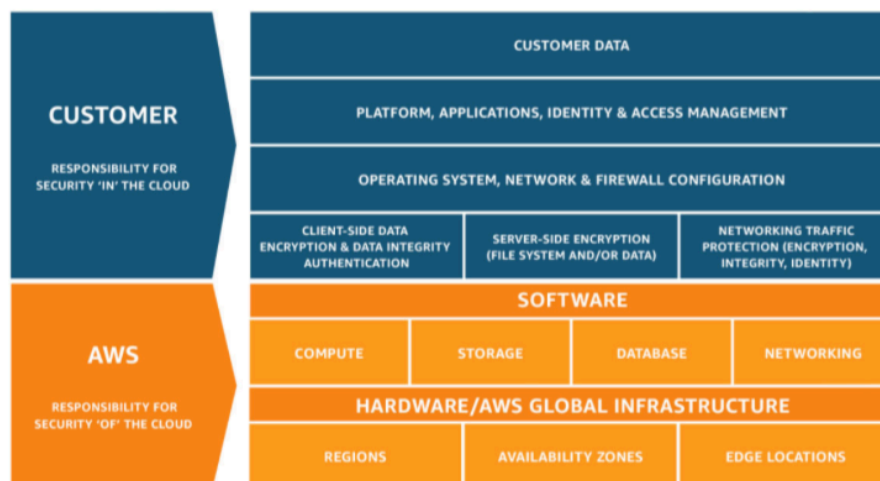 CUSTOMER
RESPONSIBILITY FOR
SECURITY ‘IN’ THE CLOUD
CUSTOMER DATA
PLATFORM, APPLICATIONS, IDENTITY & ACCESS MANAGEMENT
OPERATING SYSTEM, NETWORK & FIREWALL CONFIGURATION
CLIENT-SIDE DATA
ENCRYPTION & DATA INTEGRITY
AUTHENTICATION
SERVER-SIDE ENCRYPTION
(FILE SYSTEM AND/OR DATA)
NETWORKING TRAFFIC
PROTECTION (ENCRYPTION,
INTEGRITY, IDENTITY)
AWS
RESPONSIBILITY FOR
SECURITY ‘OF’ THE CLOUD
SOFTWARE
COMPUTE
STORAGE
DATABASE
NETWORKING
HARDWARE/AWS GLOBAL INFRASTRUCTURE
REGIONS
AVAILABILITY ZONES
EDGE LOCATIONS